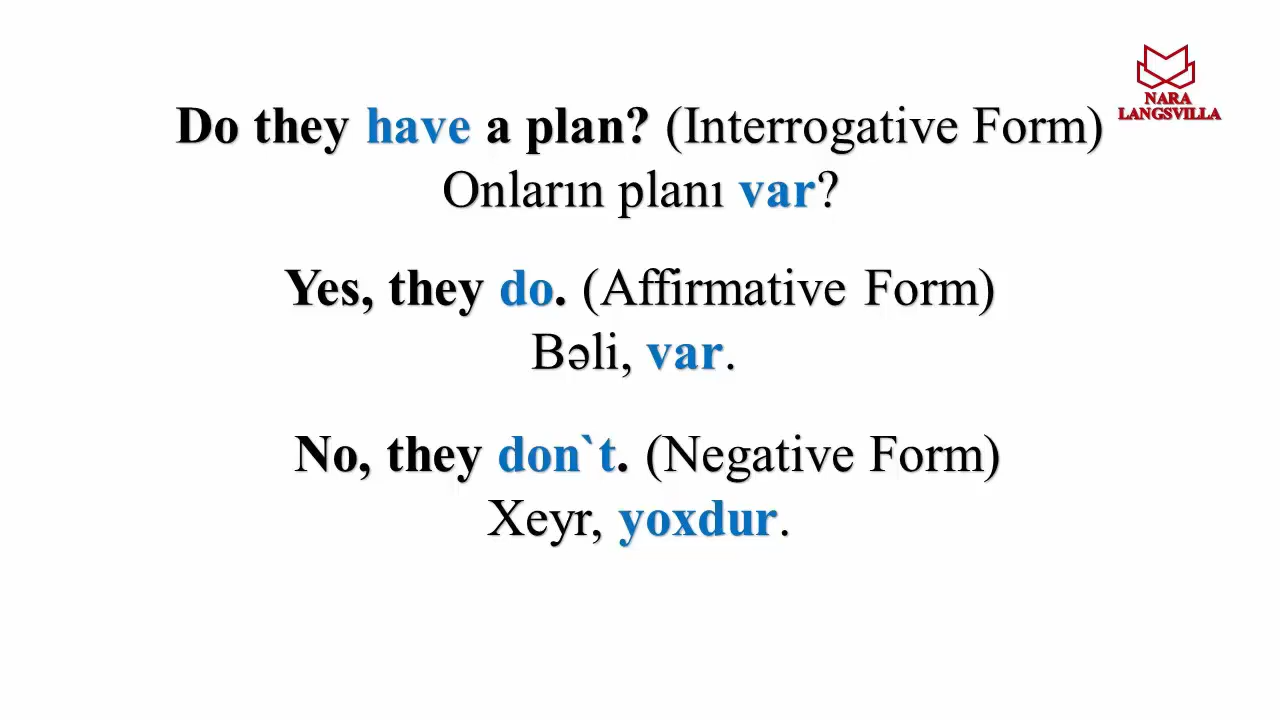 NARA
LANGSVILLA
Do they have a plan? (Interrogative Form)
Onların planı var?
Yes, they do. (Affirmative Form)
Bəli, var.
No, they don`t. (Negative Form)
Xeyr, yoxdur.